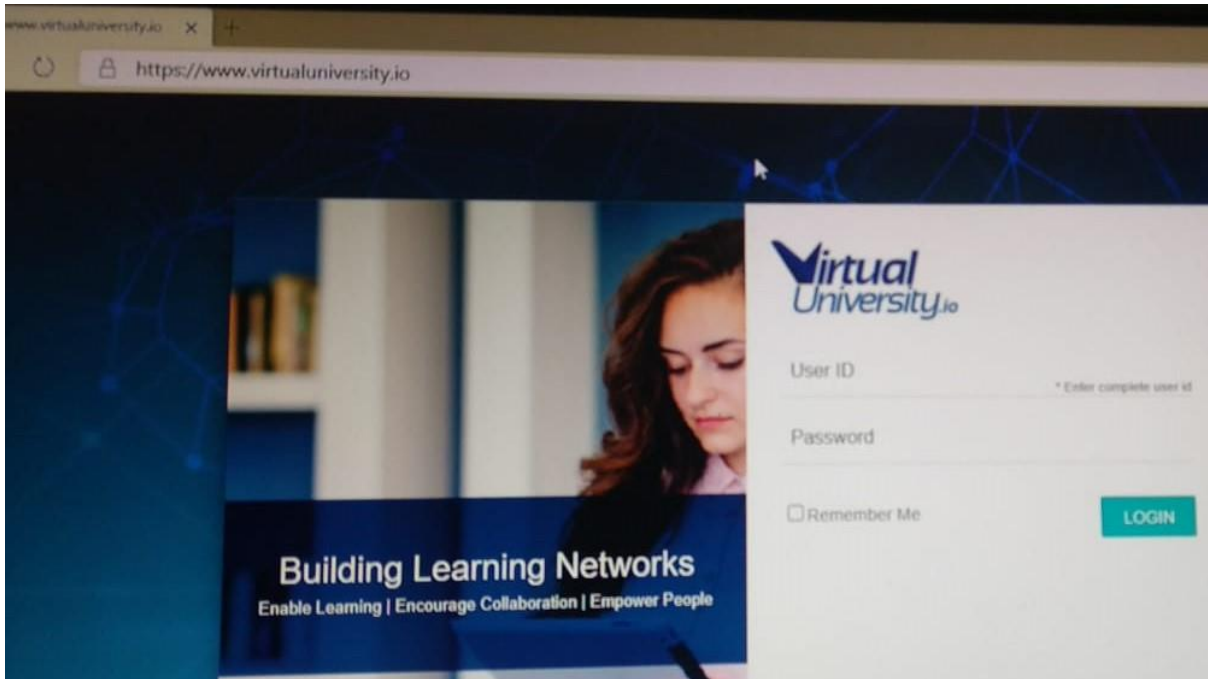 www.virtualuniversity.io
https://www.virtualuniversity.io
Virtual
University.io
User ID
* Enter complete user id
Password
Remember Me
LOGIN
Building Learning Networks
Enable Learning | Encourage Collaboration | Empower People